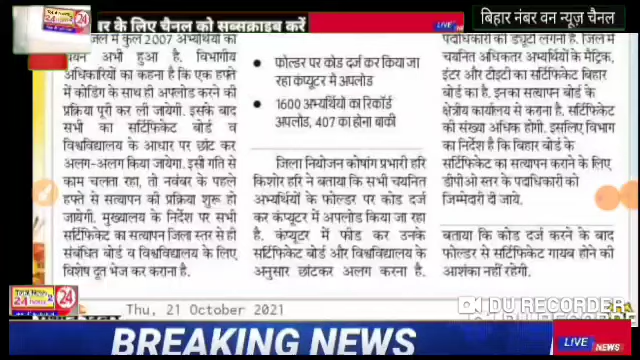 बार के लिए चैनल को सब्सक्राइब करें
LIVE
बिहार नंबर वन न्यूज़ चैनल
24
जिले में कुल 2007 अभ्यर्थियों का
चयन अभी हुआ है. विभागीय
अधिकारियों का कहना है कि एक हफ्ते
में कोडिंग के साथ ही अपलोड करने की
प्रक्रिया पूरी कर ली जायेगी. इसके बाद
सभी का सर्टिफिकेट बोर्ड व
विश्वविद्यालय के आधार पर छांट कर
अलग-अलग किया जायेगा. इसी गति से
काम चलता रहा, तो नवंबर के पहले
हफ्ते से सत्यापन की प्रक्रिया शुरू हो
जायेगी. मुख्यालय के निर्देश पर सभी
सर्टिफिकेट का सत्यापन जिला स्तर से ही
संबंधित बोर्ड व विश्वविद्यालय के लिए
विशेष दूत भेज कर कराना है.
फोल्डर पर कोड दर्ज कर किया जा
रहा कंप्यूटर में अपलोड
1600 अभ्यर्थियों का रिकॉर्ड
अपलोड, 407 का होना बाकी
जिला नियोजन कोषांग प्रभारी हरि
किशोर हरि ने बताया कि सभी चयनित
अभ्यर्थियों के फोल्डर पर कोड दर्ज
कर कंप्यूटर में अपलोड किया जा रहा
है. कंप्यूटर में फीड कर उनके
सर्टिफिकेट बोर्ड और विश्वविद्यालय के
अनुसार छांटकर अलग करना है.
पदाधिकारी की ड्यूटी लगनी है. जिले में
चयनित अधिकतर अभ्यर्थियों के मैट्रिक,
इंटर और टीइटी का सर्टिफिकेट बिहार
बोर्ड का है. इनका सत्यापन बोर्ड के
क्षेत्रीय कार्यालय से कराना है. सर्टिफिकेट
की संख्या अधिक होगी. इसलिए विभाग
का निर्देश है कि बिहार बोर्ड के
सर्टिफिकेट का सत्यापन कराने के लिए
डीपीओ स्तर के पदाधिकारी को
जिम्मेदारी दी जाये.
बताया कि कोड दर्ज करने के बाद
फोल्डर से सर्टिफिकेट गायब होने की
आशंका नहीं रहेगी.
24
Thu, 21 October 2021
DU RECORDER
BREAKING NEWS
LIVE NEWS